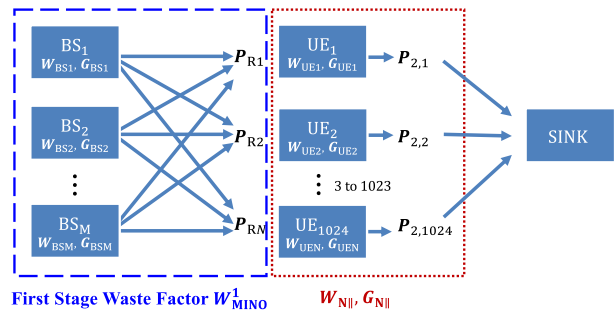 BS1
WBS1, GBS1
PR1
UE1
WUE1, GUE1
P2,1
BS2
WBS2, GBS2
PR2
UE2
WUE2, GUE2
P2,2
SINK
⋮
⋮ 3 to 1023
BSM
WBSM, GBSM
PRN
UE1024
WUEN, GUEN
P2,1024
First Stage Waste Factor W¹MINO
WN∥, GN∥